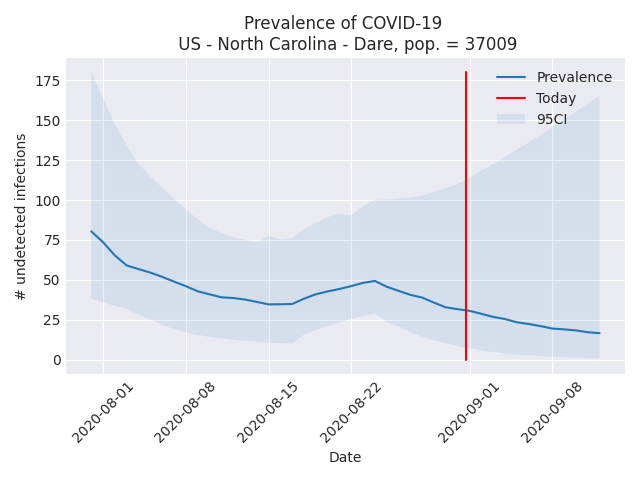 Prevalence of COVID-19
US - North Carolina - Dare, pop. = 37009
Prevalence
Today
95CI
# undetected infections
175
150
125
100
75
50
25
0
2020-08-01
2020-08-08
2020-08-15
2020-08-22
2020-09-01
2020-09-08
Date